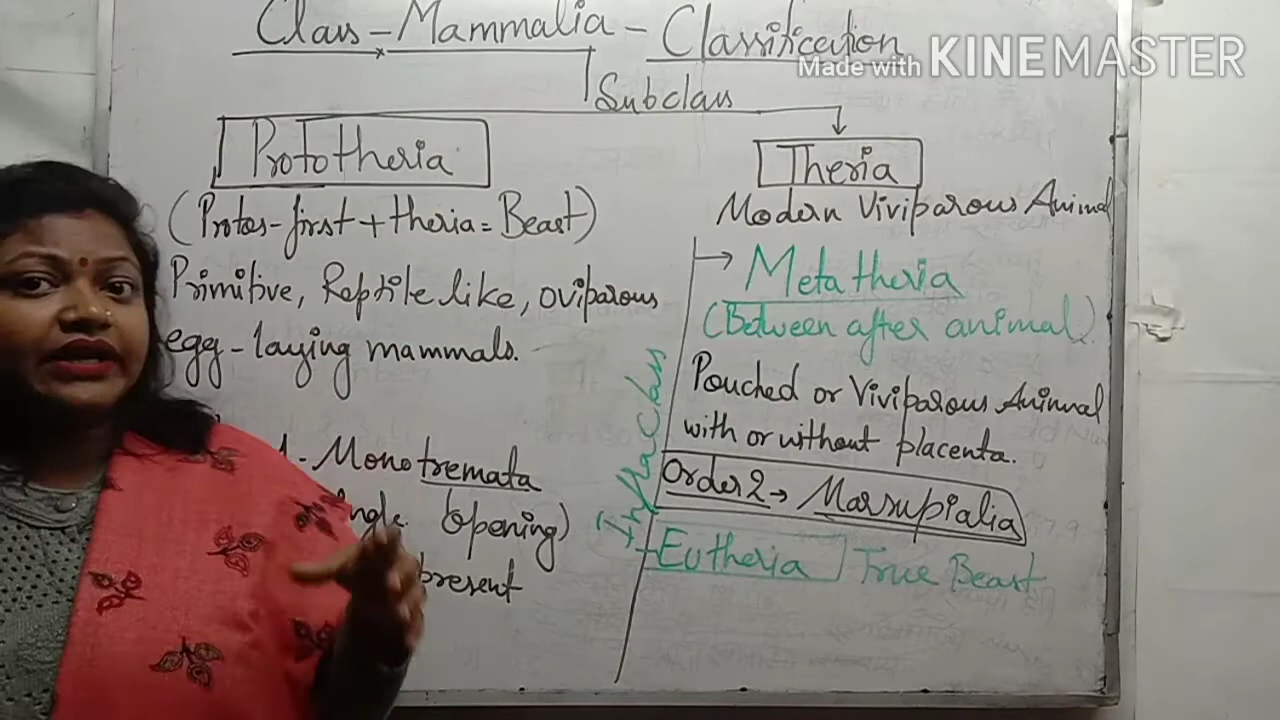 Class - Mammalia - Classification
Made with KINEMASTER
Subclass
Prototheria
(Protos-first + theria = Beast)
Primitive, Reptile like, oviparous
egg-laying mammals.
1. Monotremata
(opening)
present
Theria
Modern Viviparous Animal
Metatheria
(Between after animal)
Pouched or Viviparous Animal
with or without placenta.
Order 2 → Marsupialia
Infraclass
Eutheria True Beast